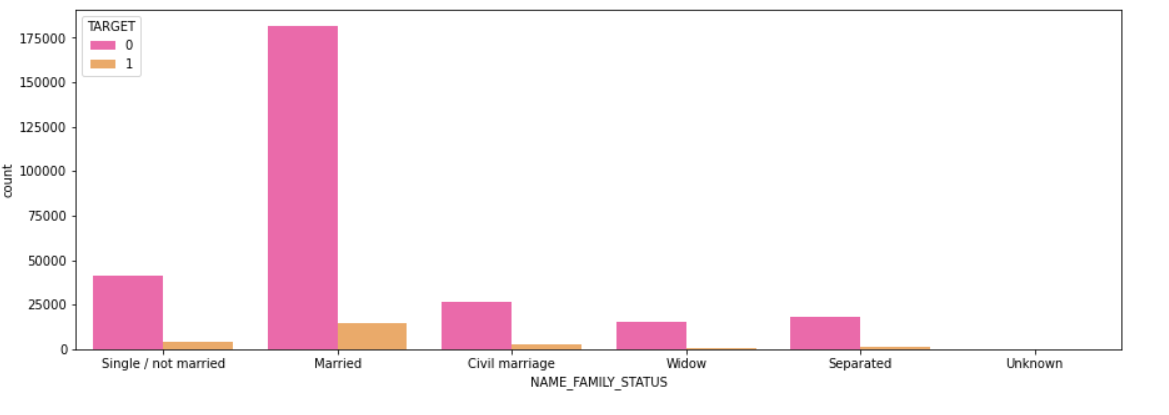 TARGET
0
1
175000
150000
125000
100000
75000
50000
25000
0
count
Single / not married
Married
Civil marriage
Widow
Separated
Unknown
NAME_FAMILY_STATUS